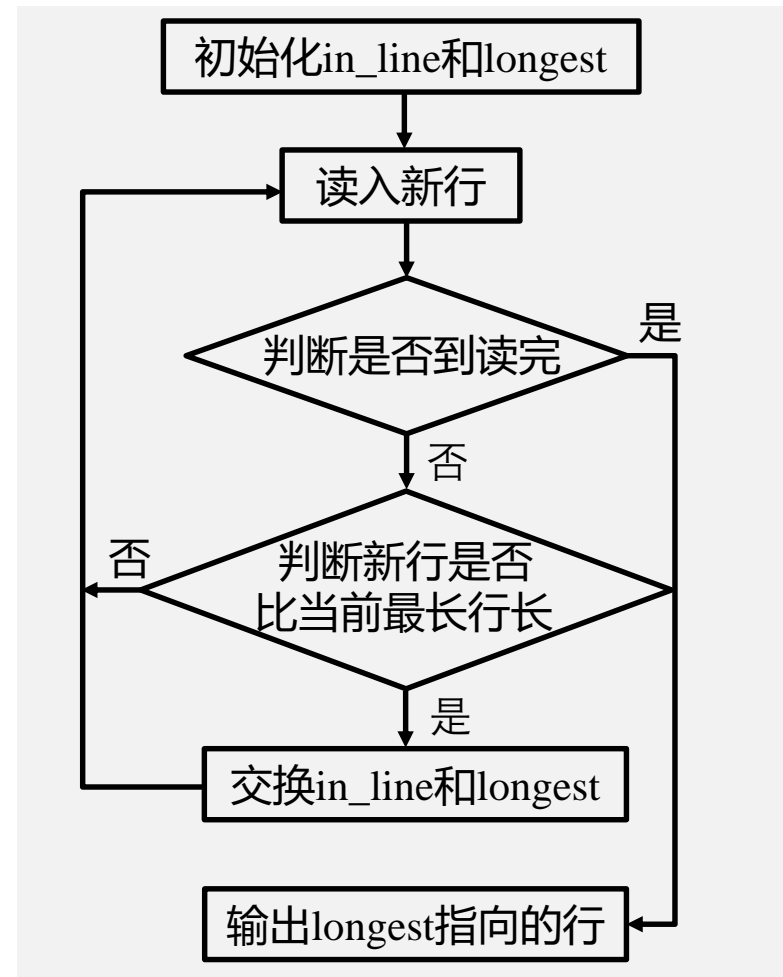 初始化in_line和longest
读入新行
判断是否到读完
是
否
判断新行是否
比当前最长行长
否
是
交换in_line和longest
输出longest指向的行